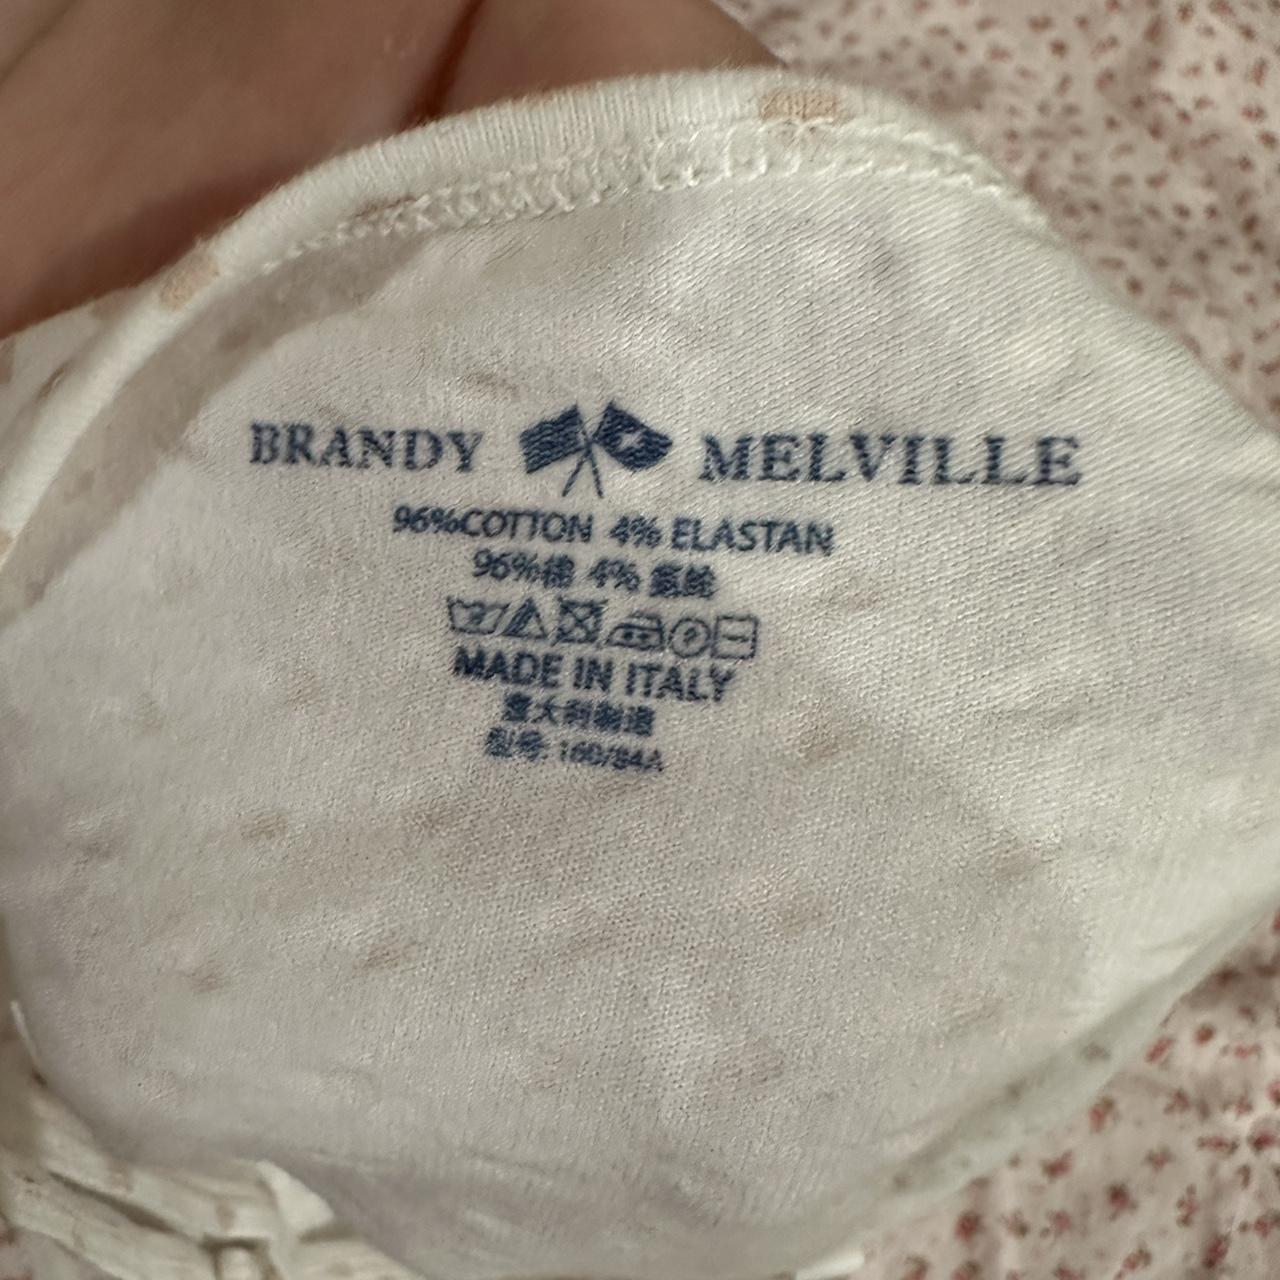 BRANDY MELVILLE
96%COTTON 4% ELASTAN
96%棉 4% 氨纶
MADE IN ITALY
意大利制造
型号: 160/84A